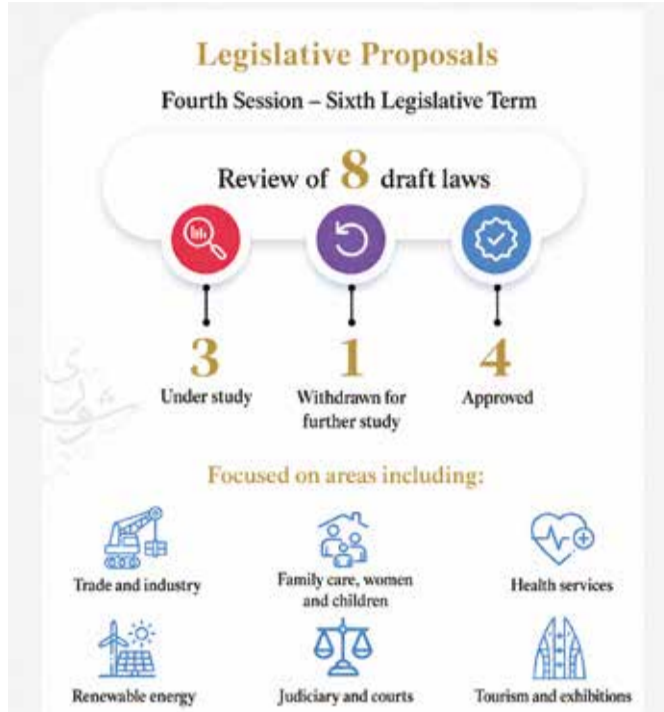 Legislative Proposals
Fourth Session – Sixth Legislative Term
Review of 8 draft laws
3
1
4
Under study
Withdrawn for
further study
Approved
شورى
Focused on areas including:
Trade and industry
Family care, women
and children
Health services
Renewable energy
Judiciary and courts
Tourism and exhibitions